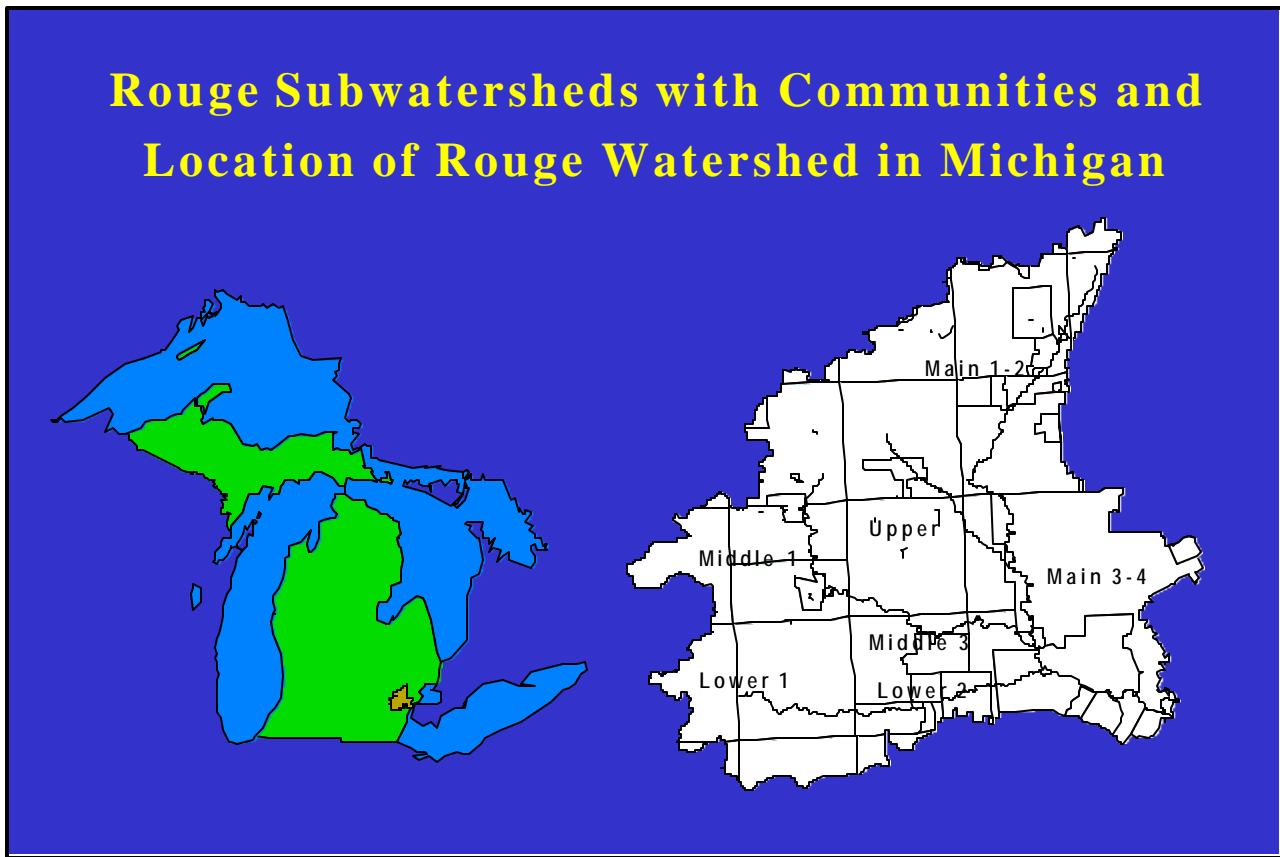 Rouge Subwatersheds with Communities and
Location of Rouge Watershed in Michigan
Main 1-2
Upper
Middle 1
Main 3-4
Middle 3
Lower 1
Lower 2